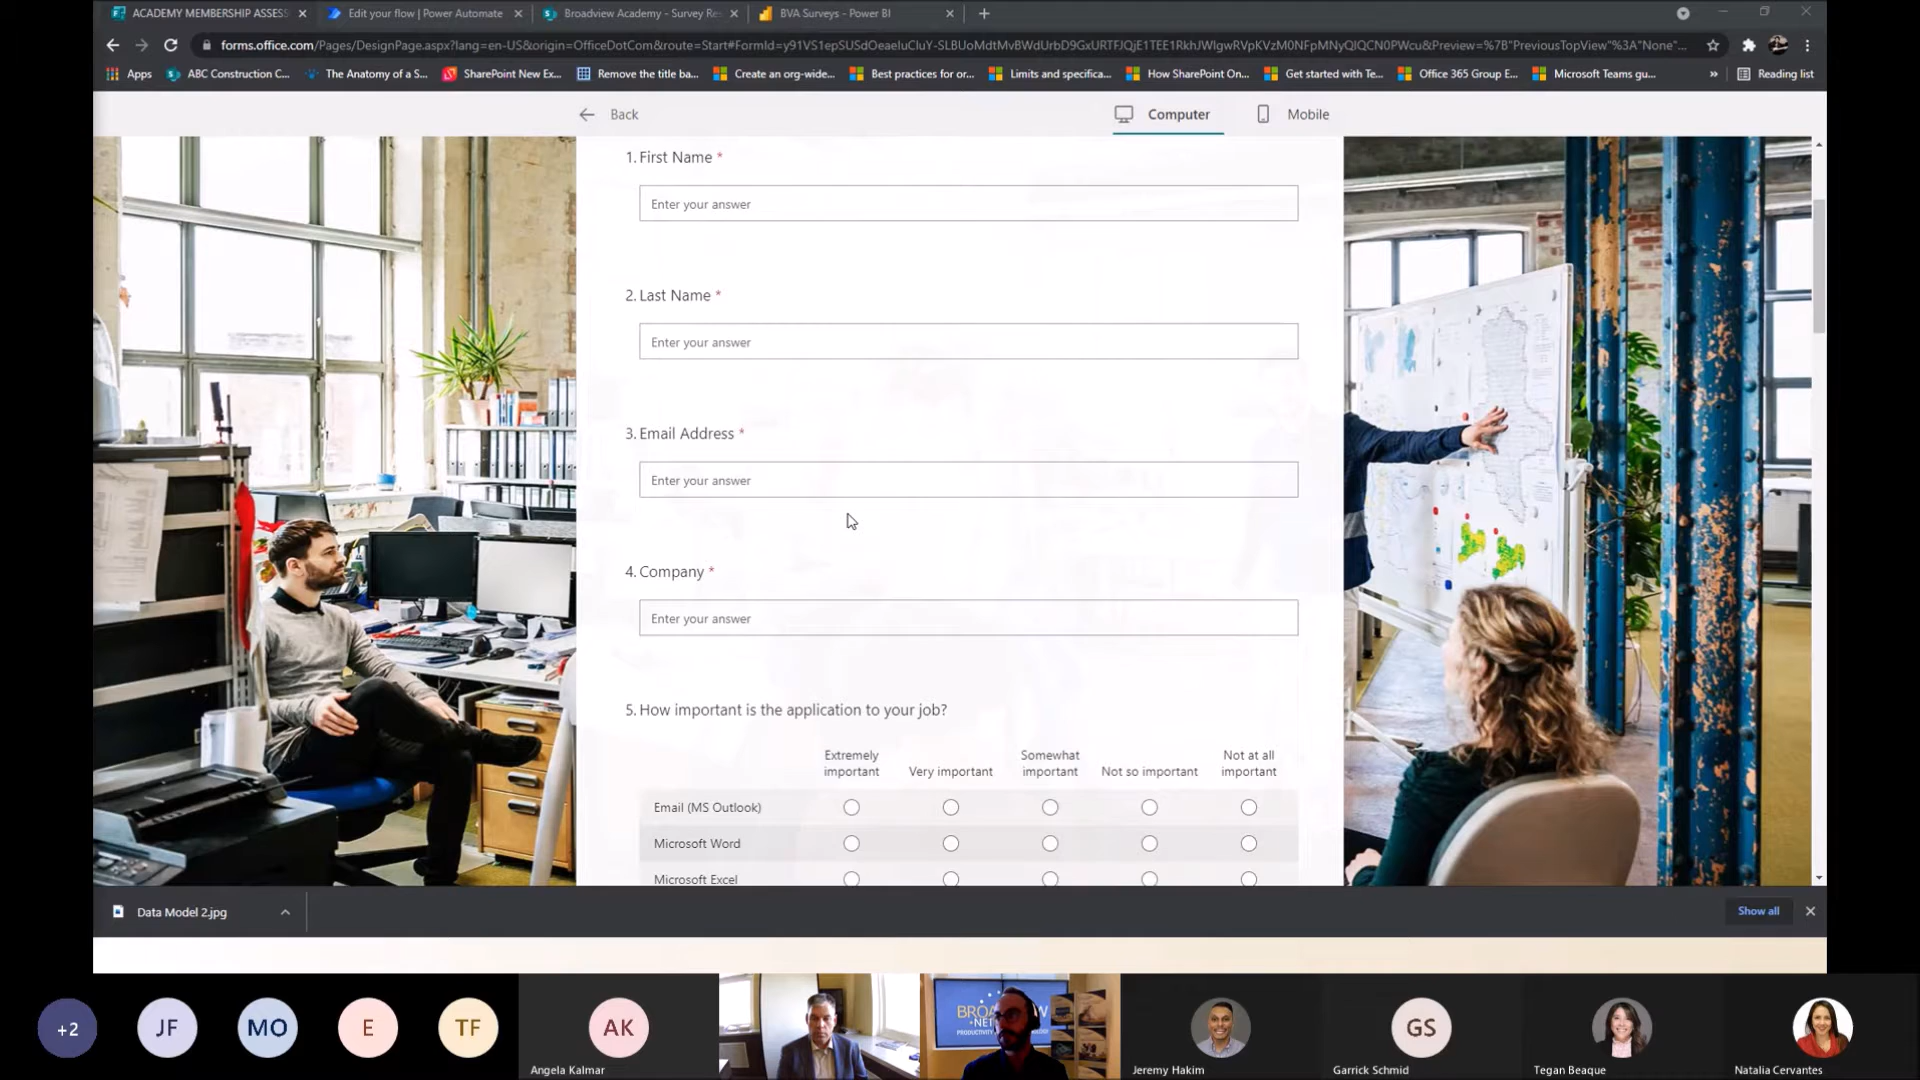 ACADEMY MEMBERSHIP ASSESS
Edit your flow | Power Automate
Broadview Academy - Survey Res
BVA Surveys - Power BI
forms.office.com/Pages/DesignPage.aspx?lang=en-US&origin=OfficeDotCom&route=Start#FormId=y91VS1epSUSdOeaeIuCluY-SLBUoMdtMvBWdUrbD9GxURTFJQjE1TEE1RkhJWlgwRVpKVzM0NFpMNyQlQCN0PWcu&Preview=%7B"PreviousTopView"%3A"None"...
Apps
ABC Construction C...
The Anatomy of a S...
SharePoint New Ex...
Remove the title ba...
Create an org-wide...
Best practices for or...
Limits and specifica...
How SharePoint On...
Get started with Te...
Office 365 Group E...
Microsoft Teams gu...
»
Reading list
Back
Computer
Mobile
1. First Name *
Enter your answer
2. Last Name *
Enter your answer
3. Email Address *
Enter your answer
4. Company *
Enter your answer
5. How important is the application to your job?
Extremely important
Very important
Somewhat important
Not so important
Not at all important
Email (MS Outlook)
Microsoft Word
Microsoft Excel
Data Model 2.jpg
Show all
+2
JF
MO
E
TF
AK
Angela Kalmar
Jeremy Hakim
GS
Garrick Schmid
Tegan Beaque
Natalia Cervantes